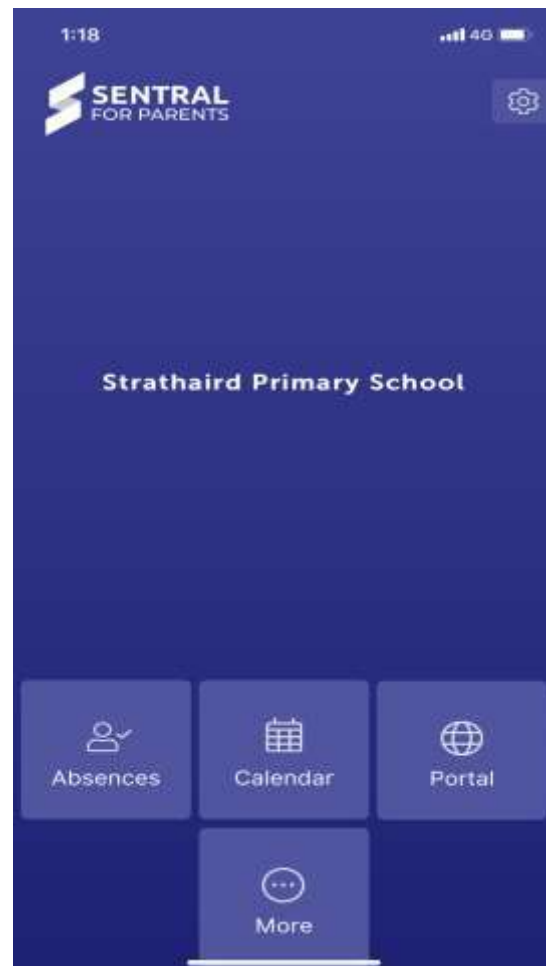 1:18 4G
SENTRAL
FOR PARENTS
Strathaird Primary School
Absences Calendar Portal
More